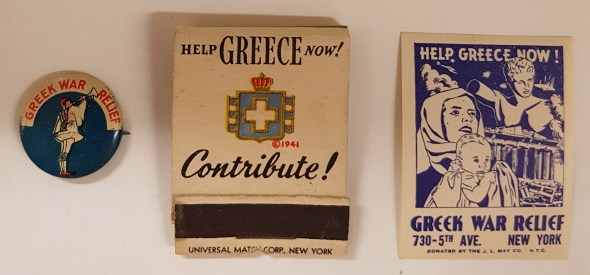 GREEK WAR RELIEF
HELP GREECE NOW!
©1941
Contribute!
UNIVERSAL MATCH CORP., NEW YORK
HELP GREECE NOW!
GREEK WAR RELIEF
730-5TH AVE. NEW YORK
DONATED BY THE J. L. MAY CO. N.Y.C.